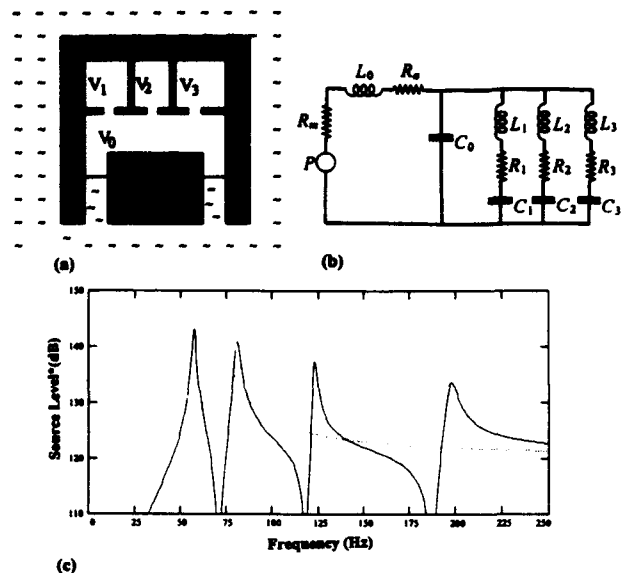 V1 V2 V3
V0
(a)
L0 Ra
Rm
P
C0
L1 L2 L3
R1 R2 R3
C1 C2 C3
(b)
150
140
130
120
110
Source Level*(dB)
0 25 50 75 100 125 150 175 200 225 250
Frequency (Hz)
(c)